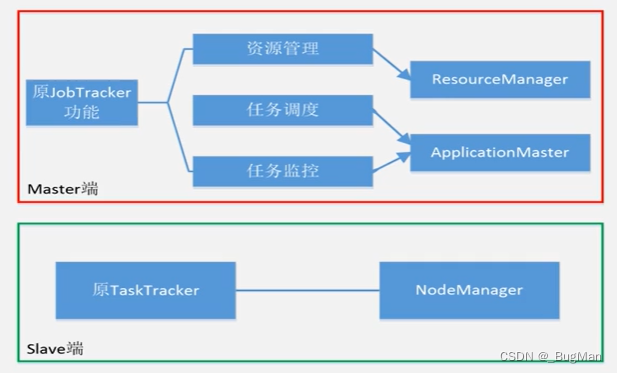 资源管理
原JobTracker
功能
ResourceManager
任务调度
ApplicationMaster
任务监控
Master端
原TaskTracker
NodeManager
Slave端
CSDN @_BugMan